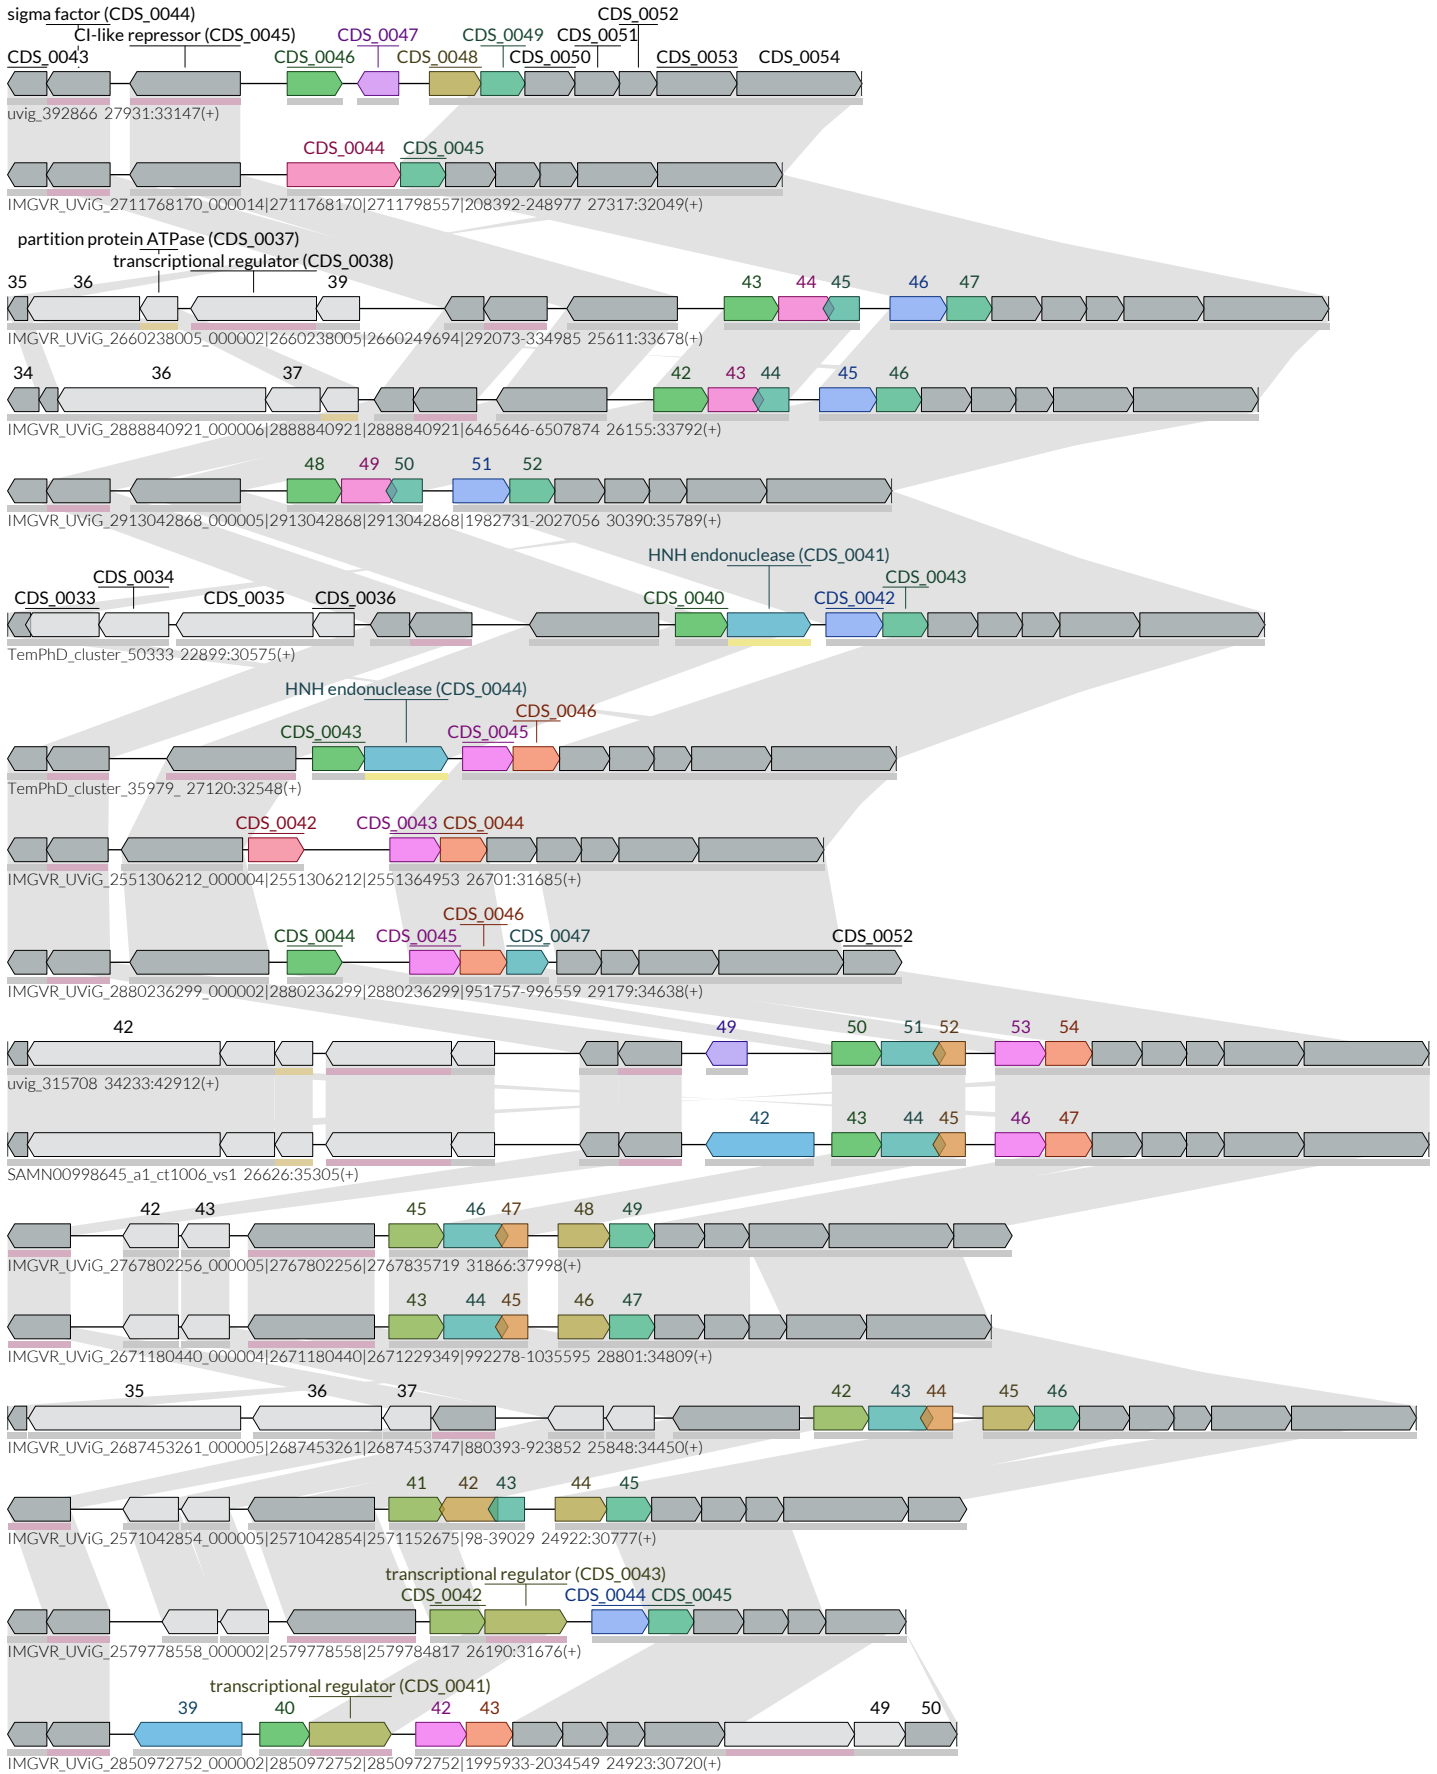 sigma factor (CDS_0044) CDS_0052
CI-like repressor (CDS_0045) CDS_0047 CDS_0049 CDS_0051
CDS_0043 CDS_0046 CDS_0048 CDS_0050 CDS_0053 CDS_0054
uvig_392866 27931:33147(+)
CDS_0044 CDS_0045
IMGVR_UViG_2711768170_000014|2711768170|2711798557|208392-248977 27317:32049(+)
partition protein ATPase (CDS_0037)
transcriptional regulator (CDS_0038)
35 36 39 43 44 45 46 47
IMGVR_UViG_2660238005_000002|2660238005|2660249694|292073-334985 25611:33678(+)
34 36 37 42 43 44 45 46
IMGVR_UViG_2888840921_000006|2888840921|2888840921|6465646-6507874 26155:33792(+)
48 49 50 51 52
IMGVR_UViG_2913042868_000005|2913042868|2913042868|1982731-2027056 30390:35789(+)
HNH endonuclease (CDS_0041)
CDS_0034 CDS_0043
CDS_0033 CDS_0035 CDS_0036 CDS_0040 CDS_0042
TemPhD_cluster_50333 22899:30575(+)
HNH endonuclease (CDS_0044)
CDS_0046
CDS_0043 CDS_0045
TemPhD_cluster_35979_ 27120:32548(+)
CDS_0042 CDS_0043 CDS_0044
IMGVR_UViG_2551306212_000004|2551306212|2551364953 26701:31685(+)
CDS_0046
CDS_0044 CDS_0045 CDS_0047 CDS_0052
IMGVR_UViG_2880236299_000002|2880236299|2880236299|951757-996559 29179:34638(+)
42 49 50 51 52 53 54
uvig_315708 34233:42912(+)
42 43 44 45 46 47
SAMN00998645_a1_ct1006_vs1 26626:35305(+)
42 43 45 46 47 48 49
IMGVR_UViG_2767802256_000005|2767802256|2767835719 31866:37998(+)
43 44 45 46 47
IMGVR_UViG_2671180440_000004|2671180440|2671229349|992278-1035595 28801:34809(+)
35 36 37 42 43 44 45 46
IMGVR_UViG_2687453261_000005|2687453261|2687453747|880393-923852 25848:34450(+)
41 42 43 44 45
IMGVR_UViG_2571042854_000005|2571042854|2571152675|98-39029 24922:30777(+)
transcriptional regulator (CDS_0043)
CDS_0042 CDS_0044 CDS_0045
IMGVR_UViG_2579778558_000002|2579778558|2579784817 26190:31676(+)
transcriptional regulator (CDS_0041)
39 40 42 43 49 50
IMGVR_UViG_2850972752_000002|2850972752|2850972752|1995933-2034549 24923:30720(+)